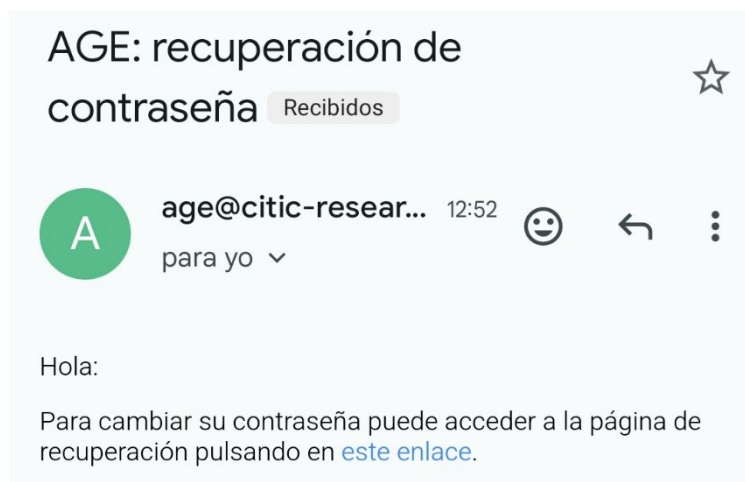 AGE: recuperación de
contraseña Recibidos
A
age@citic-resear... 12:52
para yo
Hola:
Para cambiar su contraseña puede acceder a la página de
recuperación pulsando en este enlace.